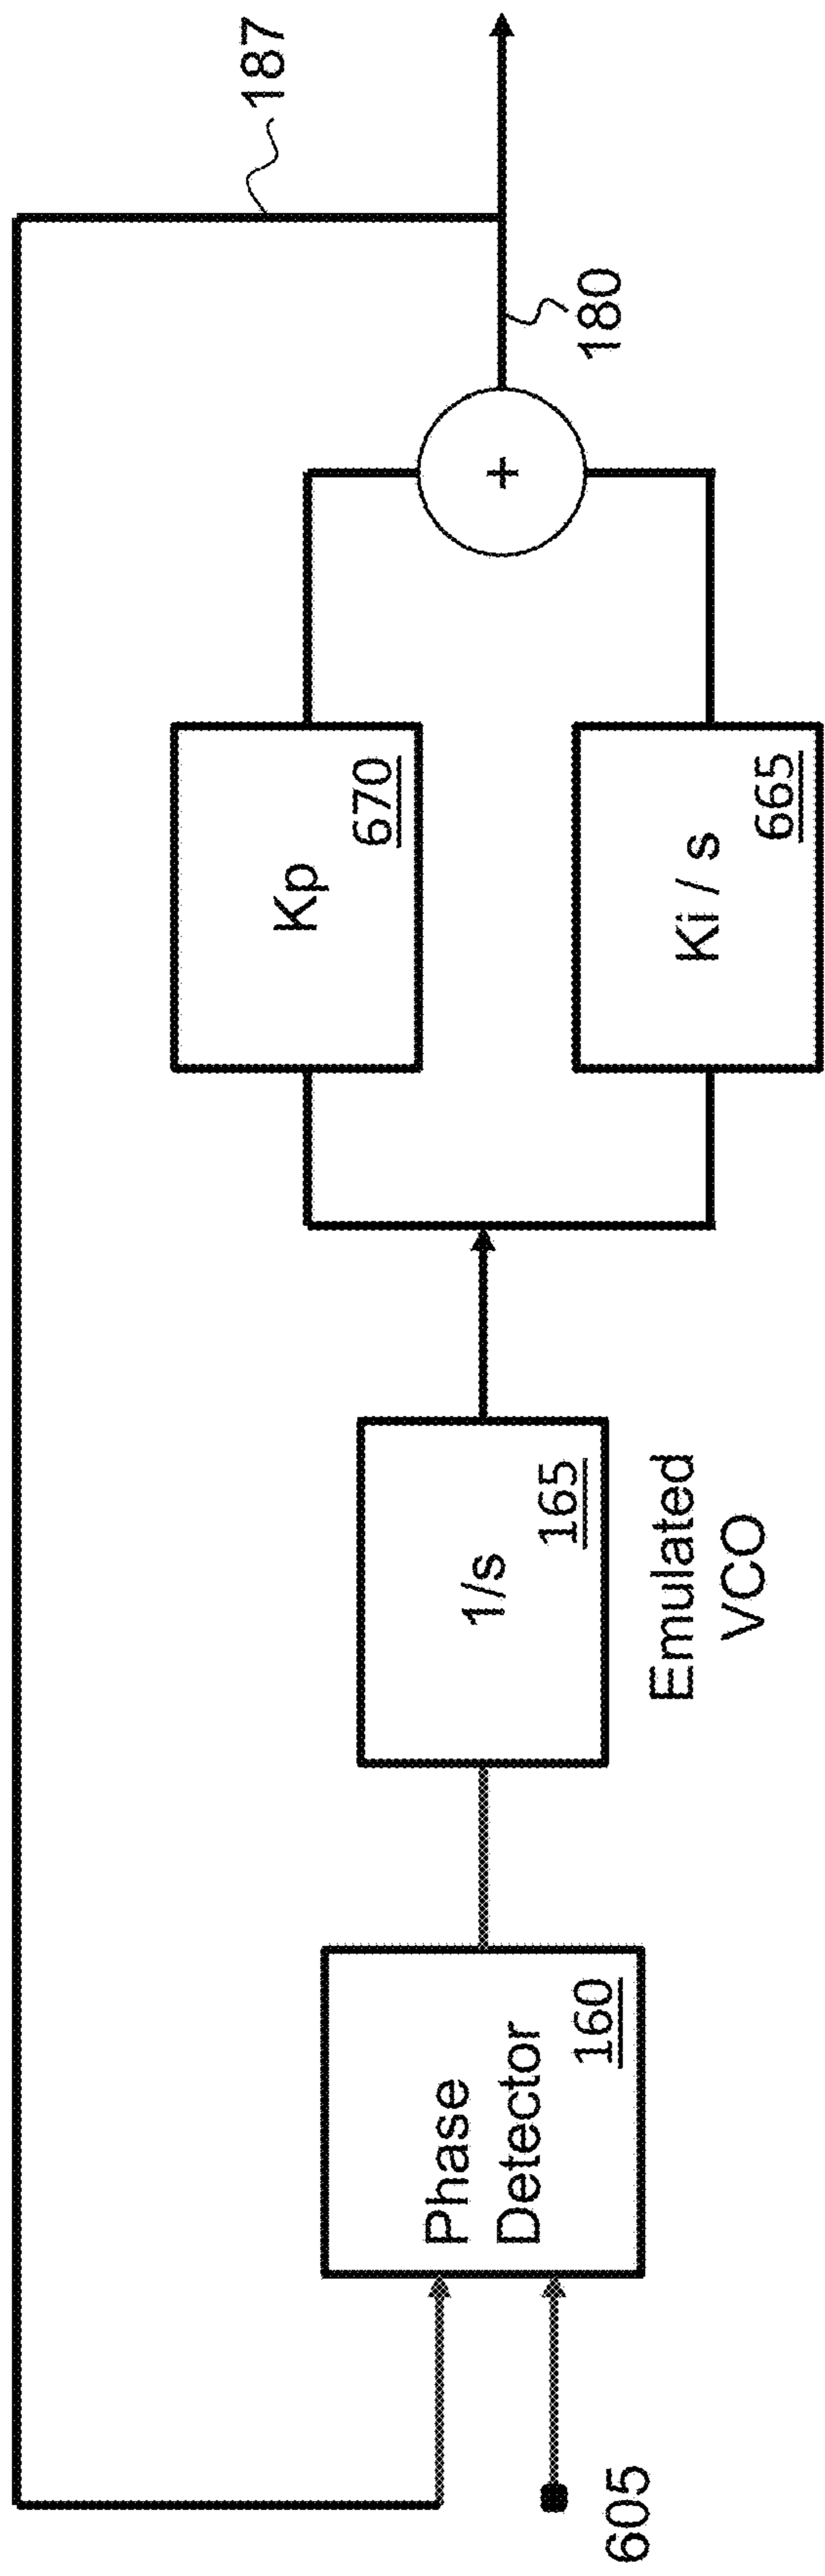 187
180
+
Kp
670
Ki / s
665
1/s
165
Emulated
VCO
Phase
Detector
160
605